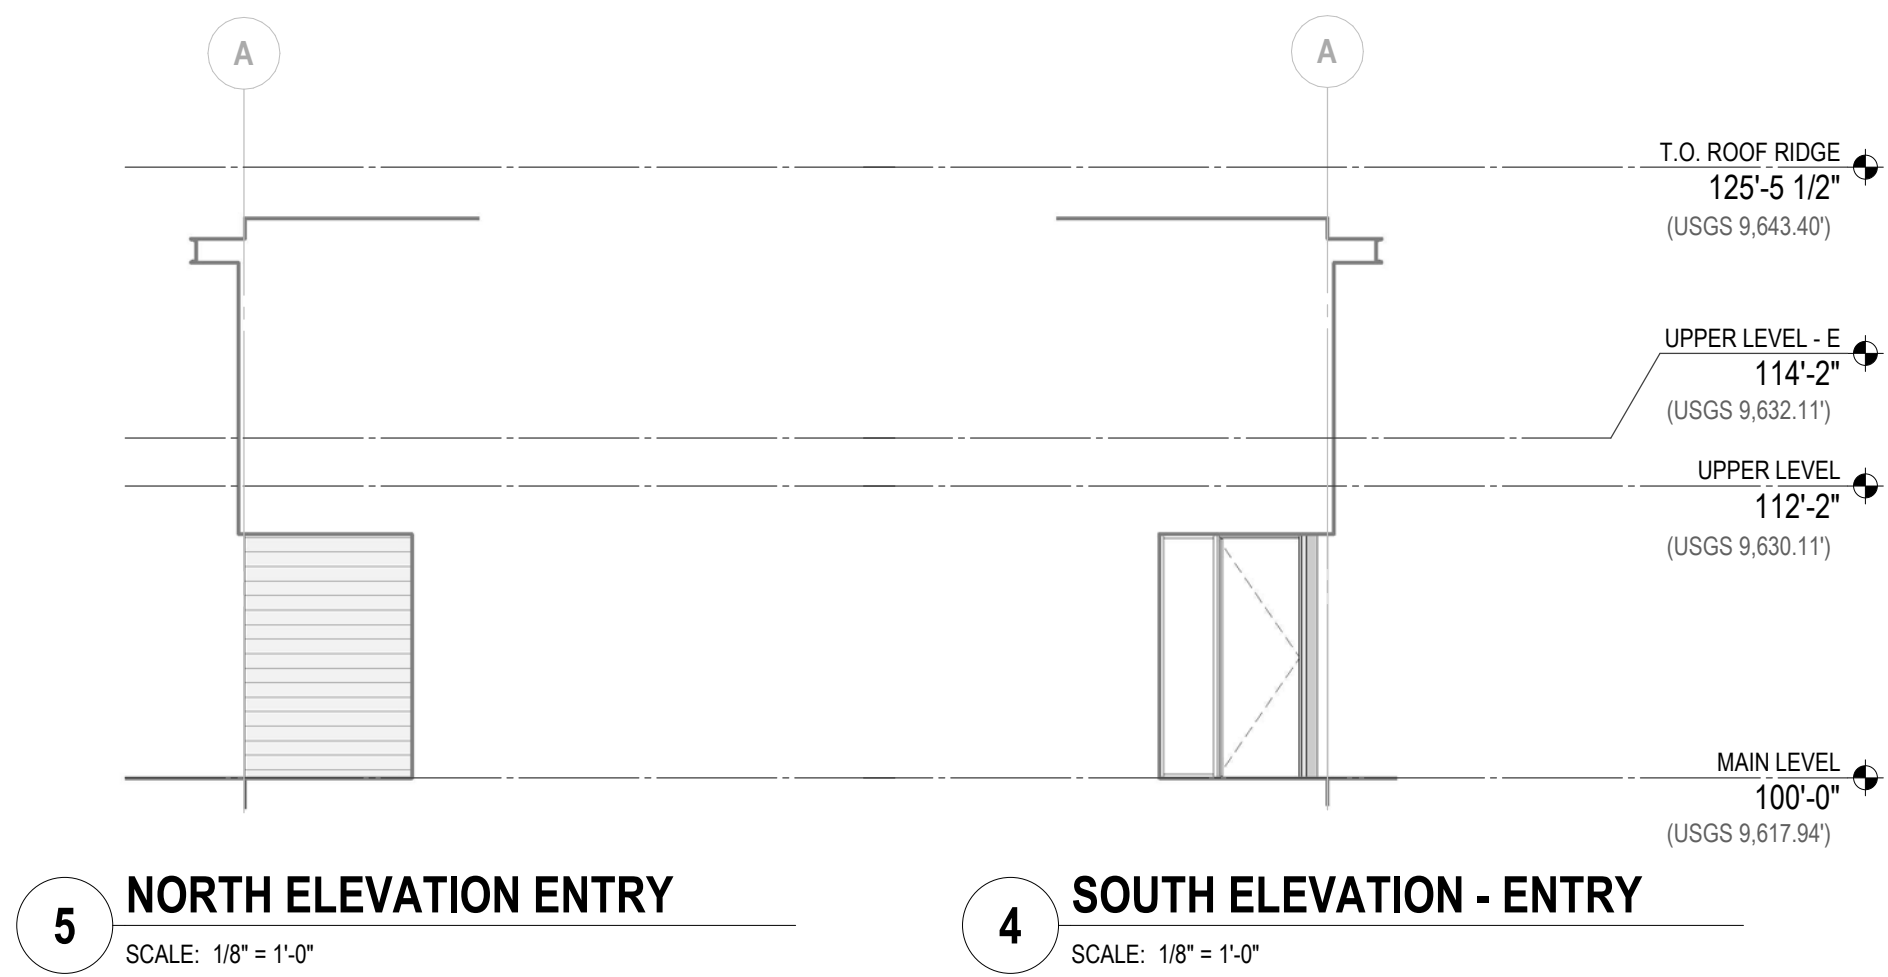 A
A
T.O. ROOF RIDGE
125'-5 1/2"
(USGS 9,643.40')
UPPER LEVEL - E
114'-2"
(USGS 9,632.11')
UPPER LEVEL
112'-2"
(USGS 9,630.11')
MAIN LEVEL
100'-0"
(USGS 9,617.94')
5
NORTH ELEVATION ENTRY
SCALE: 1/8" = 1'-0"
4
SOUTH ELEVATION - ENTRY
SCALE: 1/8" = 1'-0"